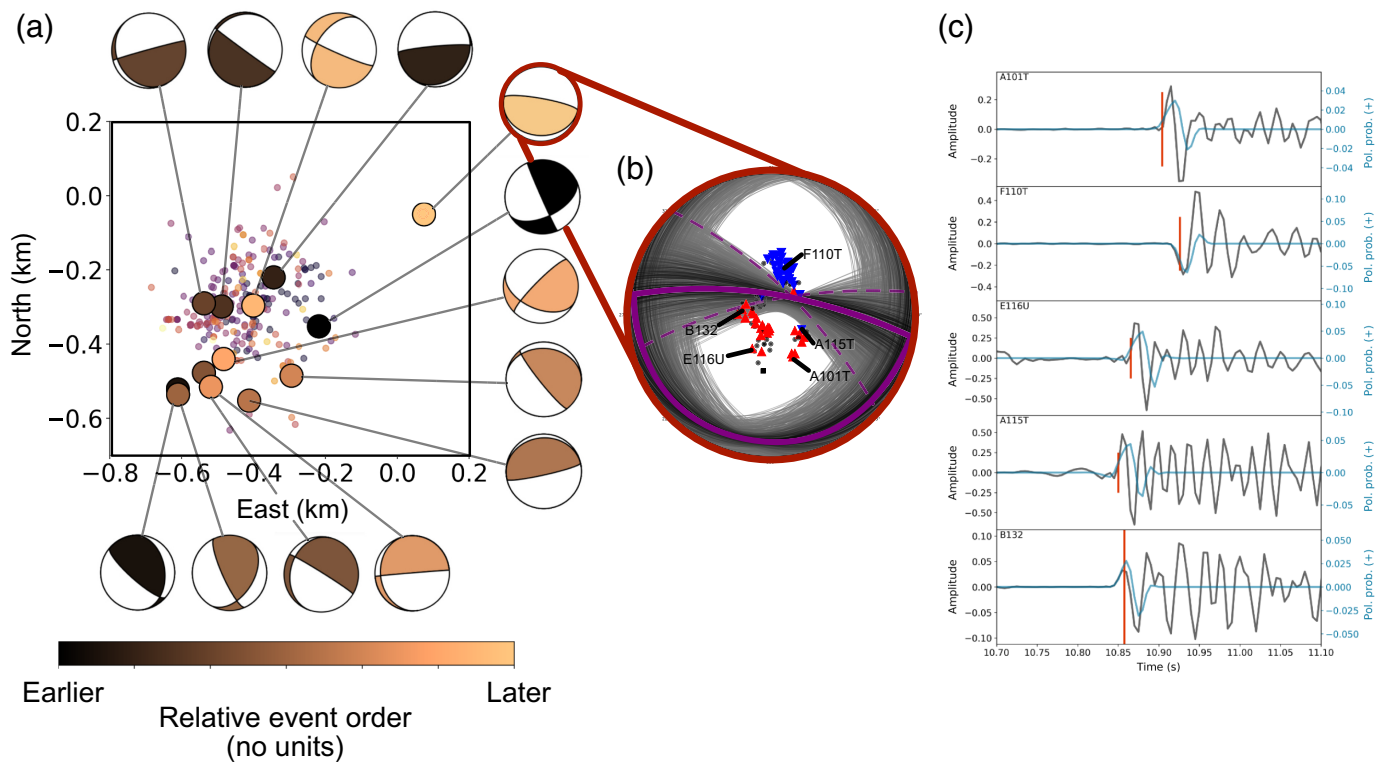 (a)
(b)
(c)
0.2
0.0
−0.2
−0.4
−0.6
North (km)
−0.8
−0.6
−0.4
−0.2
0.0
0.2
East (km)
Earlier
Later
Relative event order
(no units)
F110T
B132
A115T
E116U
A101T
A101T
0.2
0.0
−0.2
Amplitude
0.04
0.02
0.00
−0.02
−0.04
Pol. prob. (+)
F110T
0.4
0.2
0.0
−0.2
−0.4
Amplitude
0.10
0.05
0.00
−0.05
−0.10
Pol. prob. (+)
E116U
0.50
0.25
0.00
−0.25
−0.50
Amplitude
0.10
0.05
0.00
−0.05
−0.10
Pol. prob. (+)
A115T
0.50
0.25
0.00
−0.25
−0.50
Amplitude
0.05
0.00
−0.05
Pol. prob. (+)
B132
0.10
0.05
0.00
−0.05
−0.10
Amplitude
0.050
0.025
0.000
−0.025
−0.050
Pol. prob. (+)
10.70
10.75
10.80
10.85
10.90
10.95
11.00
11.05
11.10
Time (s)